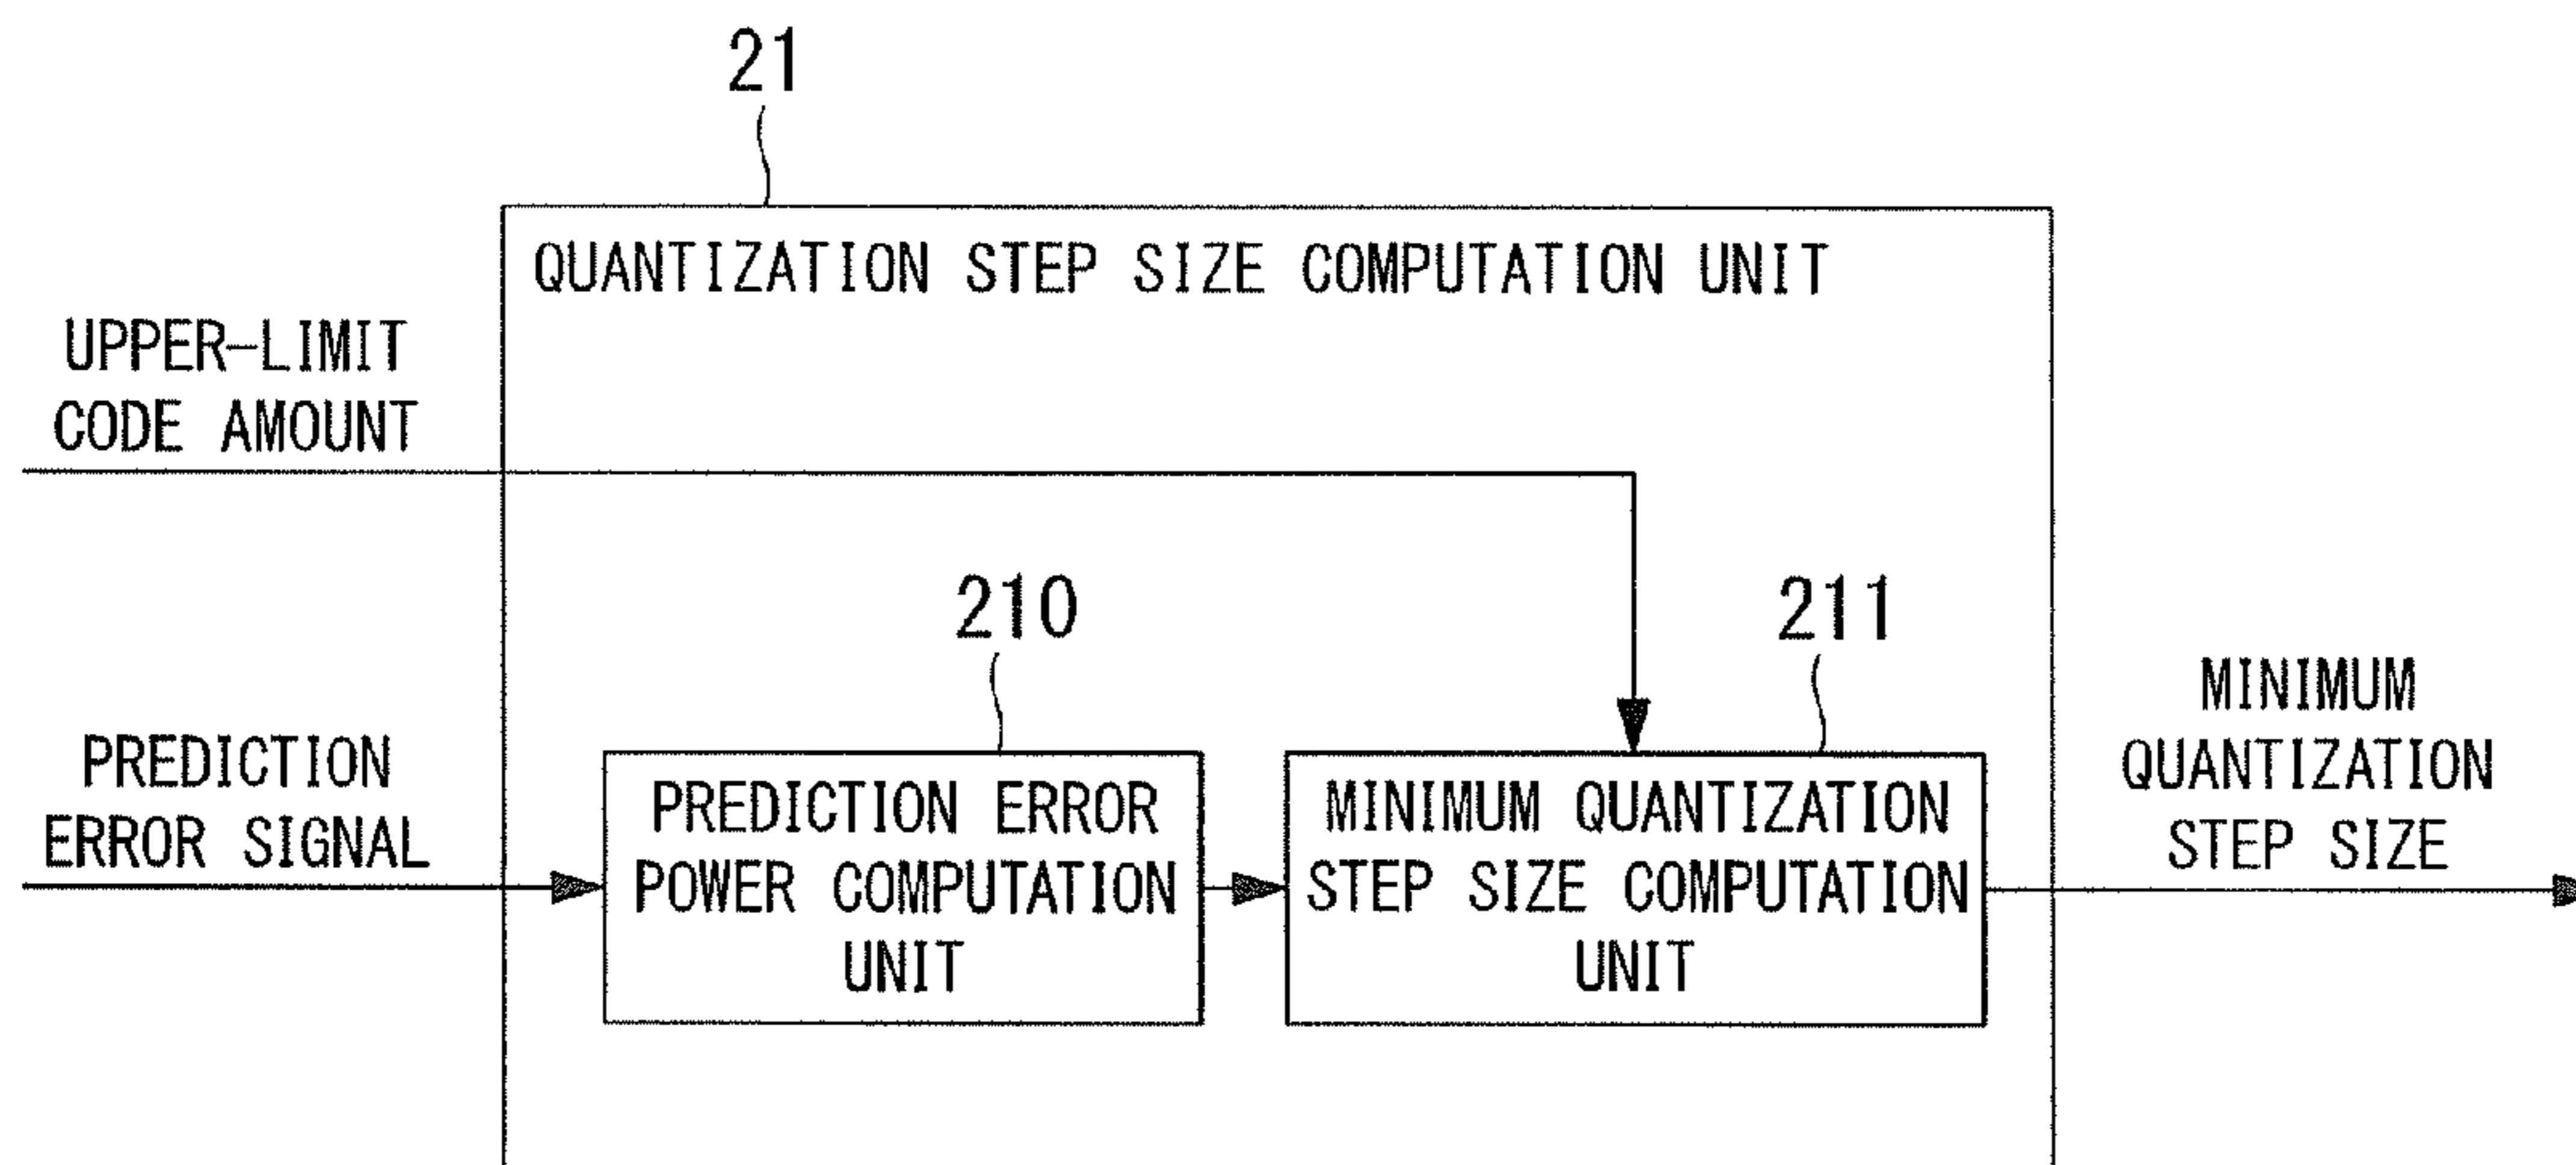 21
QUANTIZATION STEP SIZE COMPUTATION UNIT
UPPER-LIMIT
CODE AMOUNT
210
211
PREDICTION
ERROR SIGNAL
PREDICTION ERROR
POWER COMPUTATION
UNIT
MINIMUM QUANTIZATION
STEP SIZE COMPUTATION
UNIT
MINIMUM
QUANTIZATION
STEP SIZE